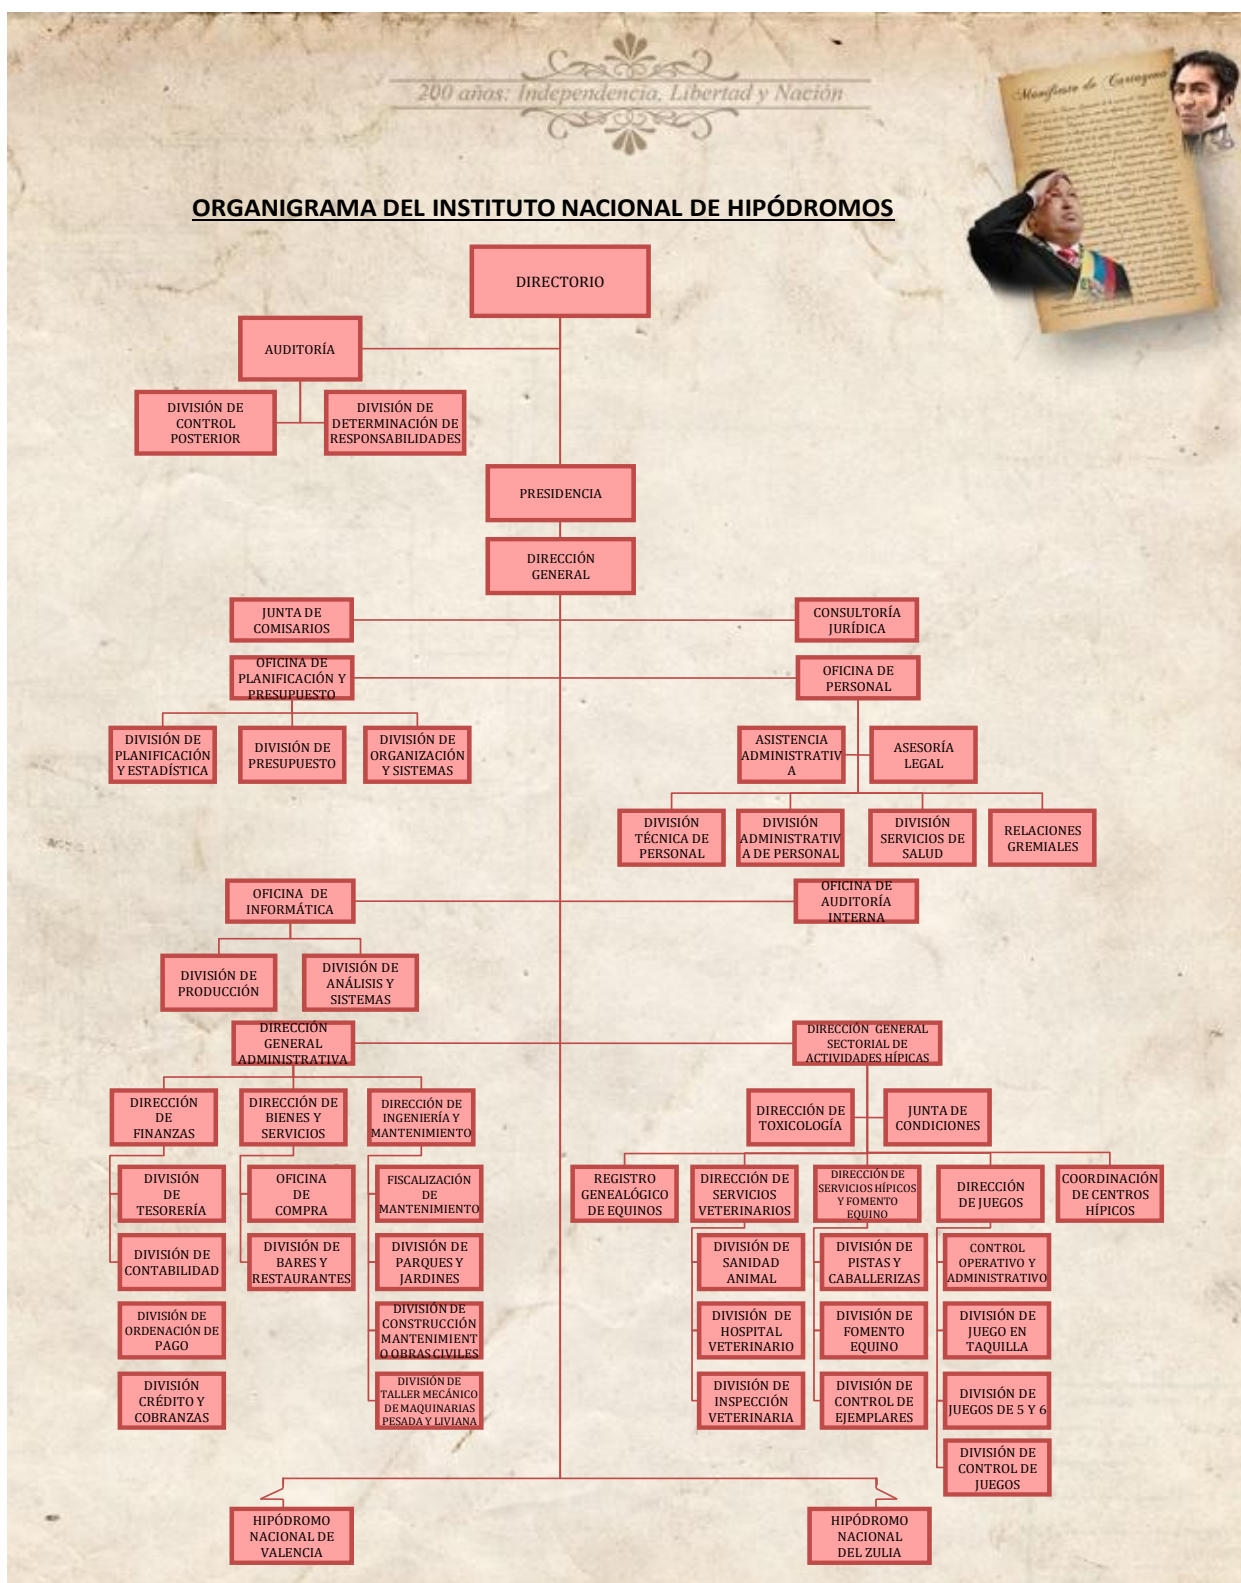 200 años: Independencia, Libertad y Nación
Manifiesto de Cartagena
ORGANIGRAMA DEL INSTITUTO NACIONAL DE HIPÓDROMOS
DIRECTORIO
AUDITORÍA
DIVISIÓN DE
CONTROL
POSTERIOR
DIVISIÓN DE
DETERMINACIÓN DE
RESPONSABILIDADES
PRESIDENCIA
DIRECCIÓN
GENERAL
JUNTA DE
COMISARIOS
CONSULTORÍA
JURÍDICA
OFICINA DE
PLANIFICACIÓN Y
PRESUPUESTO
OFICINA DE
PERSONAL
DIVISIÓN DE
PLANIFICACIÓN
Y ESTADÍSTICA
DIVISIÓN DE
PRESUPUESTO
DIVISIÓN DE
ORGANIZACIÓN
Y SISTEMAS
ASISTENCIA
ADMINISTRATIV
A
ASESORÍA
LEGAL
DIVISIÓN
TÉCNICA DE
PERSONAL
DIVISIÓN
ADMINISTRATIV
A DE PERSONAL
DIVISIÓN
SERVICIOS DE
SALUD
RELACIONES
GREMIALES
OFICINA DE
INFORMÁTICA
OFICINA DE
AUDITORÍA
INTERNA
DIVISIÓN DE
PRODUCCIÓN
DIVISIÓN DE
ANÁLISIS Y
SISTEMAS
DIRECCIÓN
GENERAL
ADMINISTRATIVA
DIRECCIÓN GENERAL
SECTORIAL DE
ACTIVIDADES HÍPICAS
DIRECCIÓN
DE
FINANZAS
DIRECCIÓN DE
BIENES Y
SERVICIOS
DIRECCIÓN DE
INGENIERÍA Y
MANTENIMIENTO
DIRECCIÓN DE
TOXICOLOGÍA
JUNTA DE
CONDICIONES
DIVISIÓN
DE
TESORERÍA
OFICINA
DE
COMPRA
FISCALIZACIÓN
DE
MANTENIMIENTO
REGISTRO
GENEALÓGICO
DE EQUINOS
DIRECCIÓN DE
SERVICIOS
VETERINARIOS
DIRECCIÓN DE
SERVICIOS HÍPICOS
Y FOMENTO
EQUINO
DIRECCIÓN
DE JUEGOS
COORDINACIÓN
DE CENTROS
HÍPICOS
DIVISIÓN DE
CONTABILIDAD
DIVISIÓN DE
BARES Y
RESTAURANTES
DIVISIÓN DE
PARQUES Y
JARDINES
DIVISIÓN DE
SANIDAD
ANIMAL
DIVISIÓN DE
PISTAS Y
CABALLERIZAS
CONTROL
OPERATIVO Y
ADMINISTRATIVO
DIVISIÓN DE
ORDENACIÓN DE
PAGO
DIVISIÓN DE
CONSTRUCCIÓN
MANTENIMIENT
O OBRAS CIVILES
DIVISIÓN DE
HOSPITAL
VETERINARIO
DIVISIÓN DE
FOMENTO
EQUINO
DIVISIÓN DE
JUEGO EN
TAQUILLA
DIVISIÓN
CRÉDITO Y
COBRANZAS
DIVISIÓN DE
TALLER MECÁNICO
DE MAQUINARIAS
PESADA Y LIVIANA
DIVISIÓN DE
INSPECCIÓN
VETERINARIA
DIVISIÓN DE
CONTROL DE
EJEMPLARES
DIVISIÓN DE
JUEGOS DE 5 Y 6
DIVISIÓN DE
CONTROL DE
JUEGOS
HIPÓDROMO
NACIONAL DE
VALENCIA
HIPÓDROMO
NACIONAL
DEL ZULIA